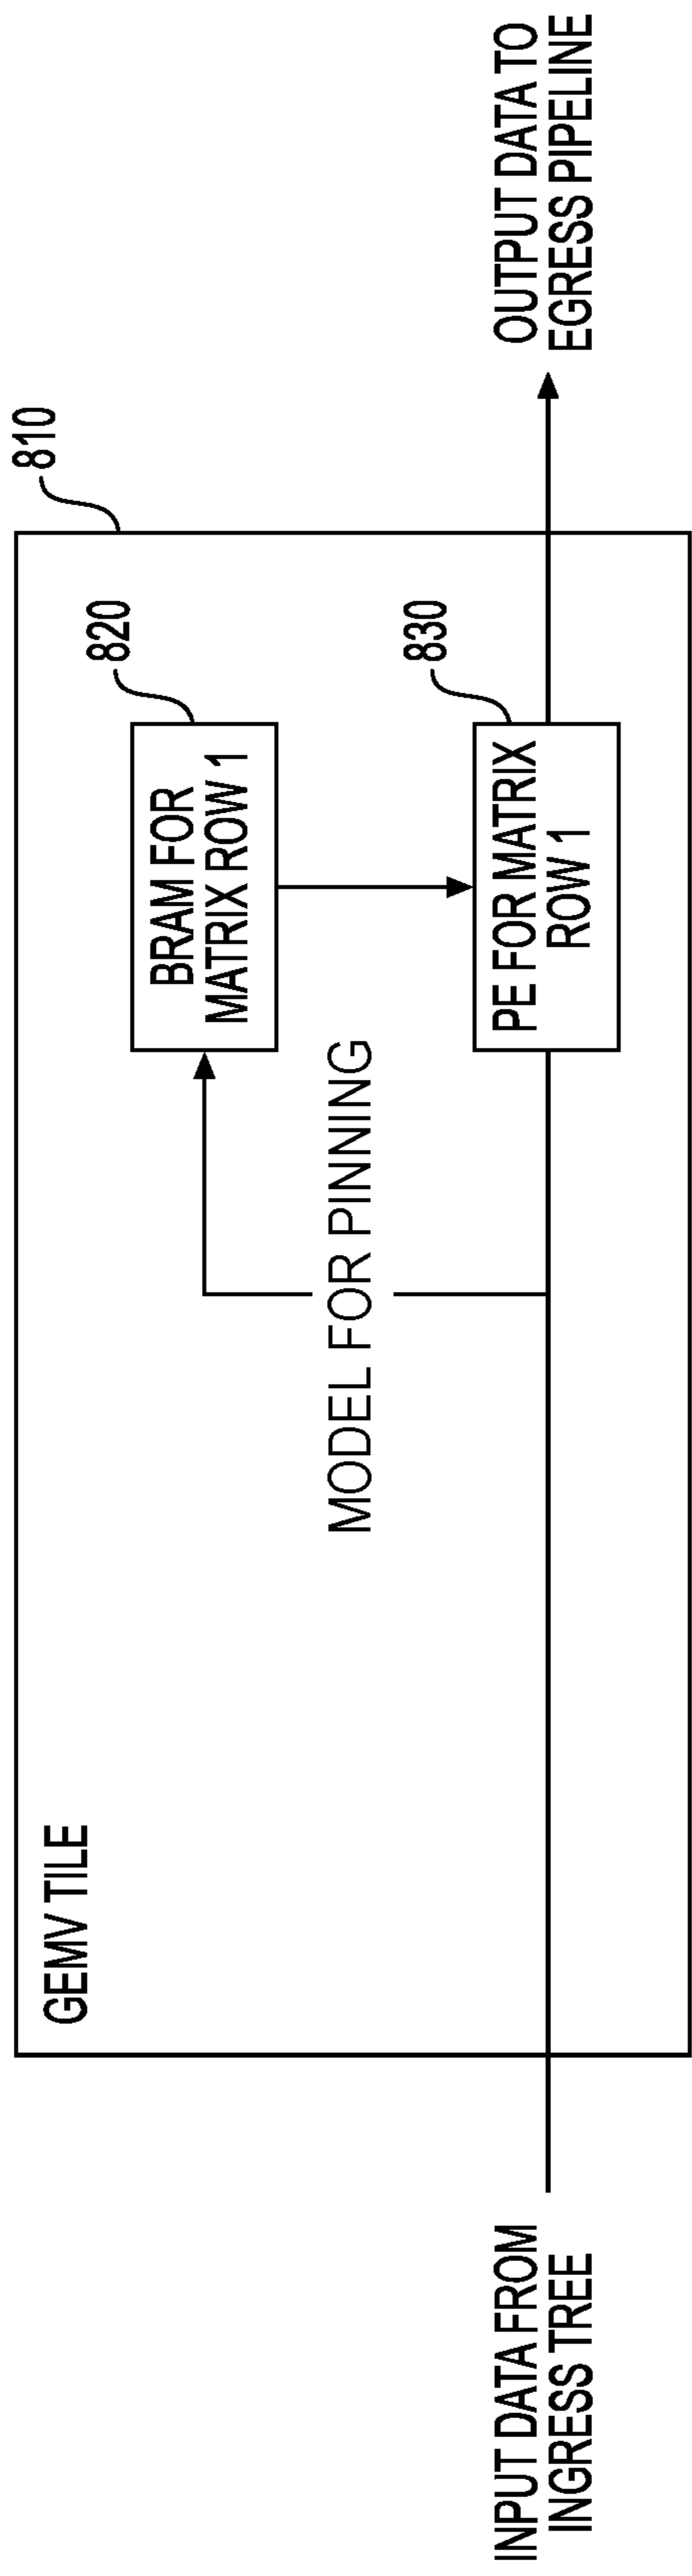 810
GEMV TILE
820
BRAM FOR
MATRIX ROW 1
MODEL FOR PINNING
830
INPUT DATA FROM
INGRESS TREE
PE FOR MATRIX
ROW 1
OUTPUT DATA TO
EGRESS PIPELINE